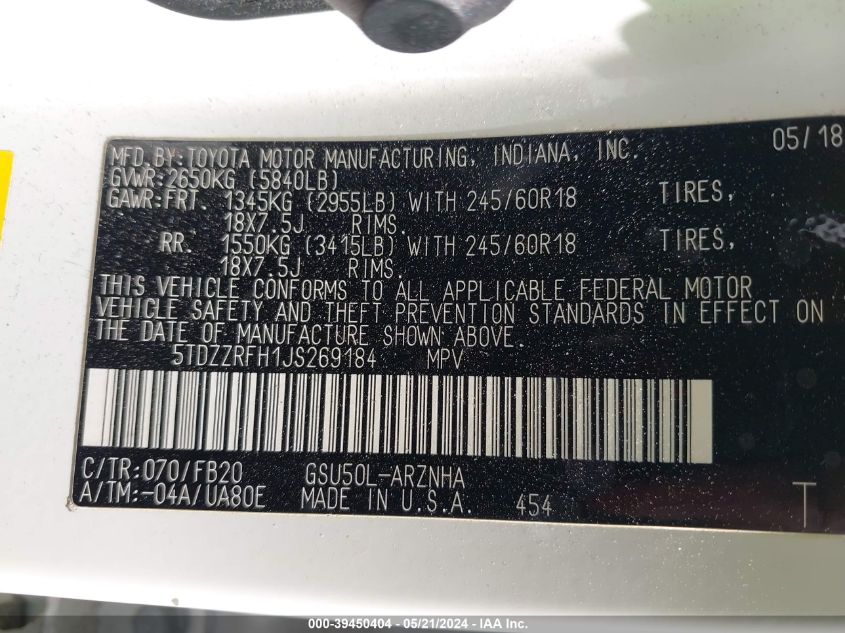 MFD. BY: TOYOTA MOTOR MANUFACTURING, INDIANA, INC. 05/18
GVWR: 2650KG (5840LB)
GAWR: FRT. 1345KG (2955LB) WITH 245/60R18 TIRES,
18X7.5J RIMS.
RR. 1550KG (3415LB) WITH 245/60R18 TIRES,
18X7.5J RIMS.
THIS VEHICLE CONFORMS TO ALL APPLICABLE FEDERAL MOTOR
VEHICLE SAFETY AND THEFT PREVENTION STANDARDS IN EFFECT ON
THE DATE OF MANUFACTURE SHOWN ABOVE.
5TDZZRFH1JS269184 MPV
C/TR: 070/FB20 GSU50L-ARZNHA
A/TM: -04A/UA80E MADE IN U.S.A. 454 T
000-39450404 - 05/21/2024 - IAA Inc.